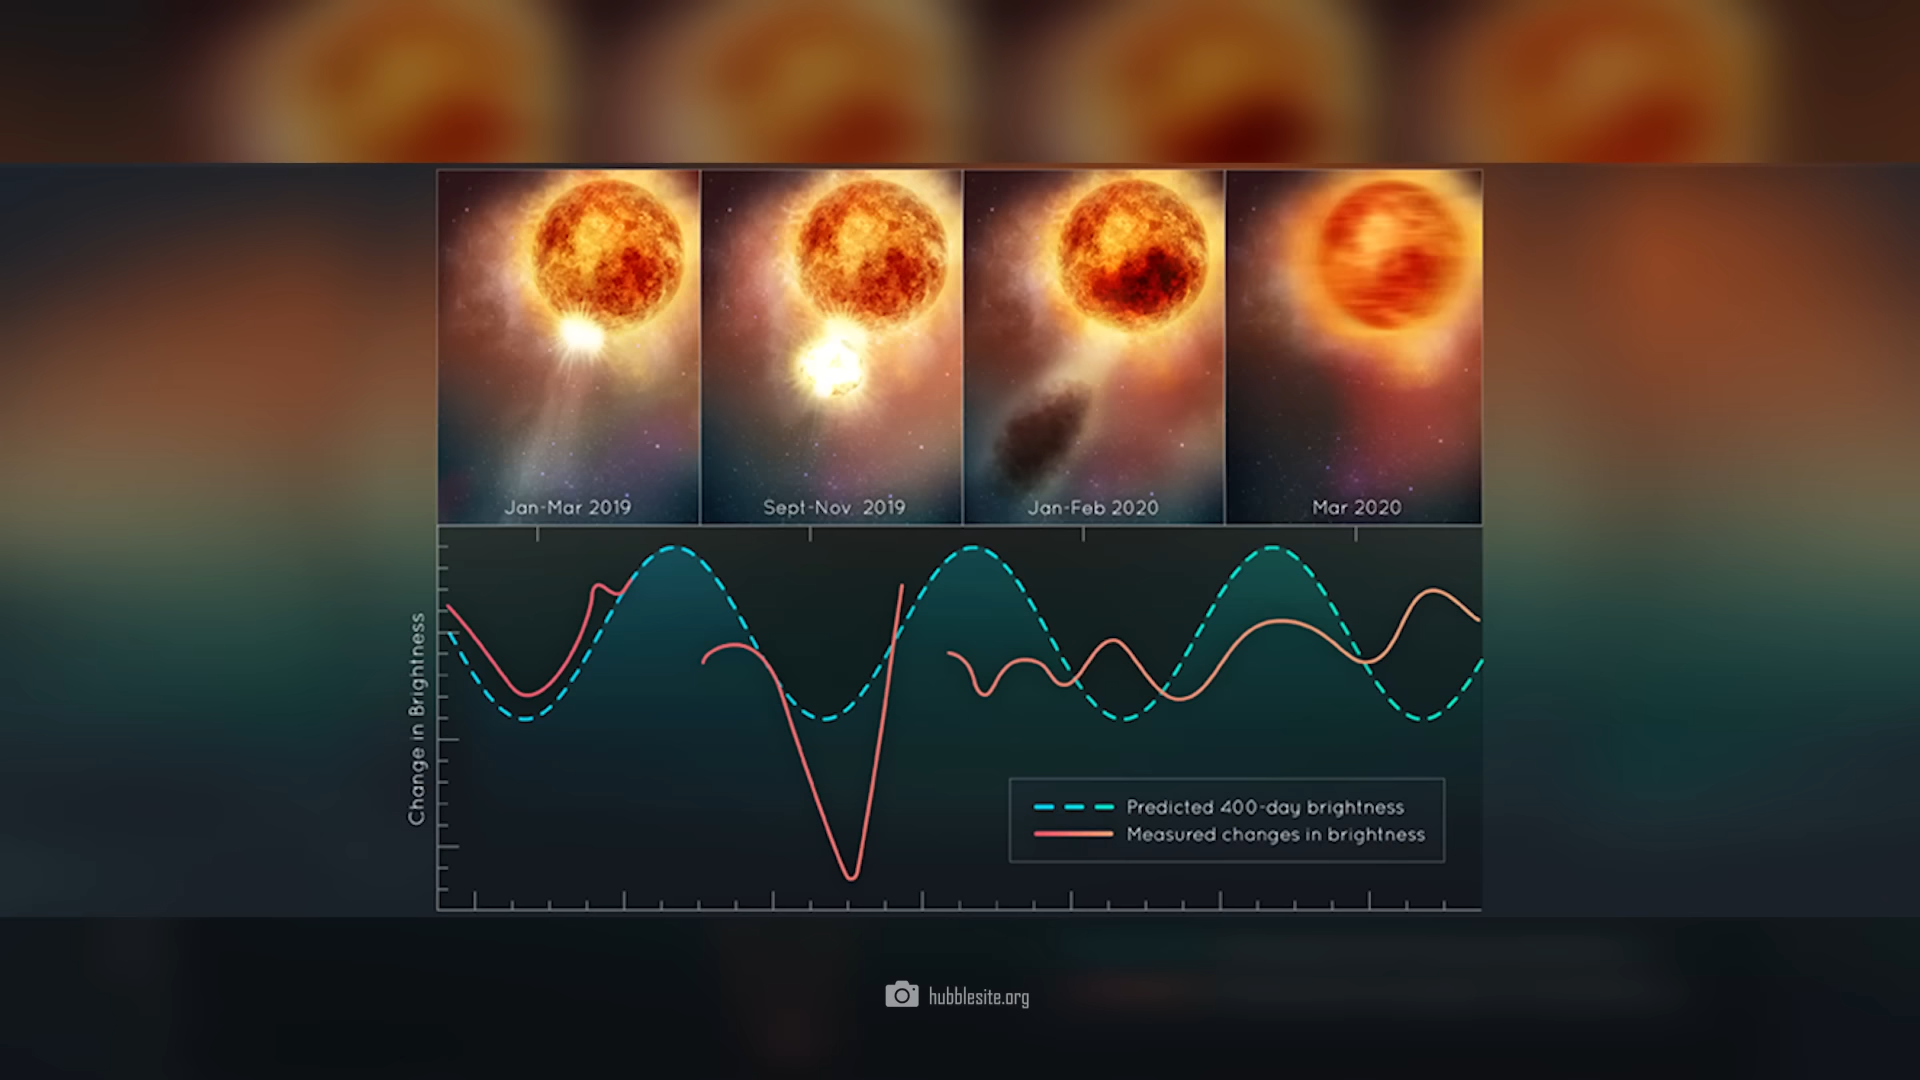 Jan-Mar 2019
Sept-Nov. 2019
Jan-Feb 2020
Mar 2020
Change in Brightness
Predicted 400-day brightness
Measured changes in brightness
hubblesite.org